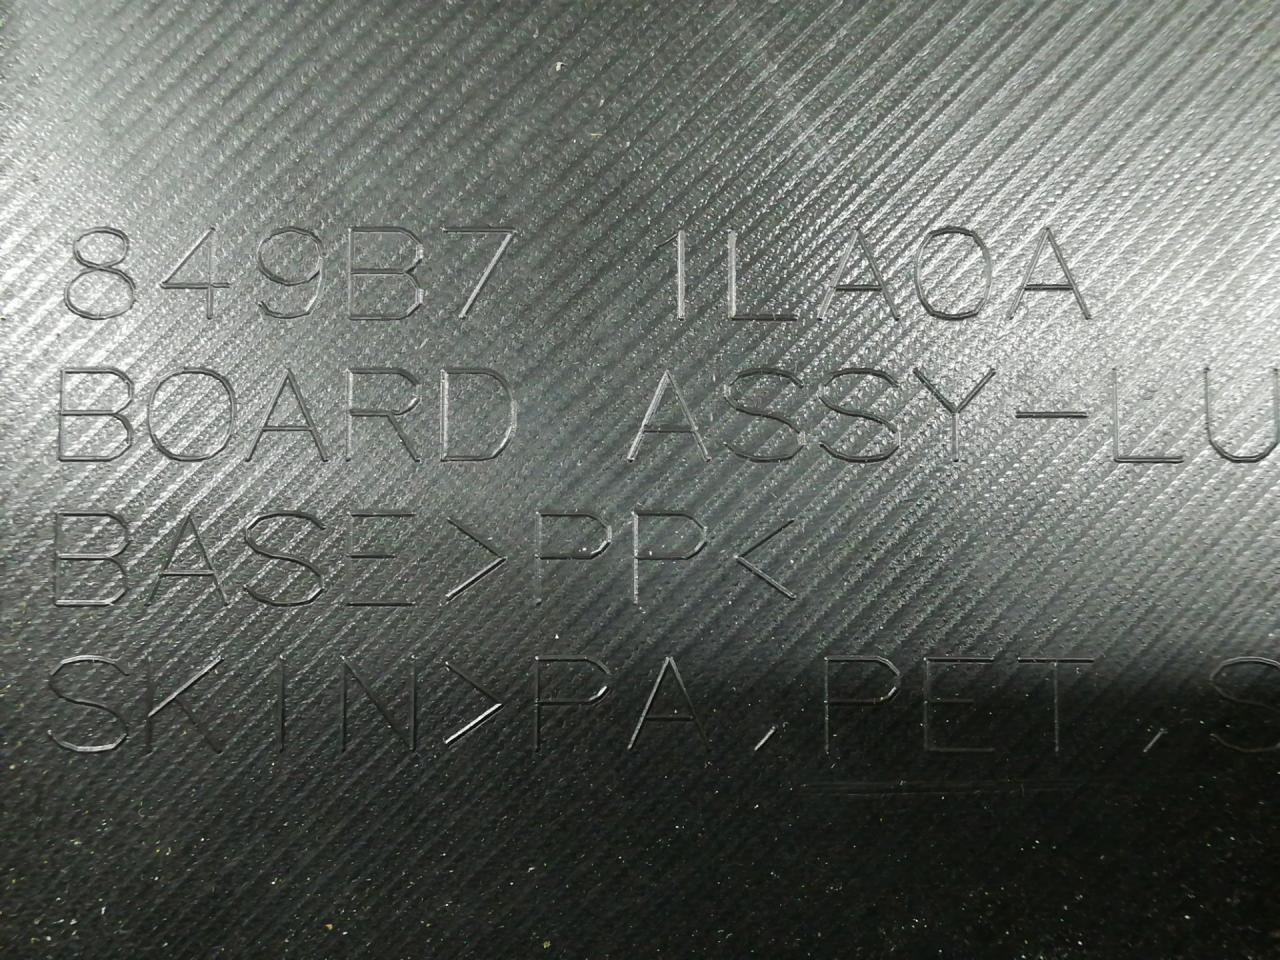 849B7 1LA0A
BOARD ASSY-LU
BASE>PP<
SKIN>PA,PET,S